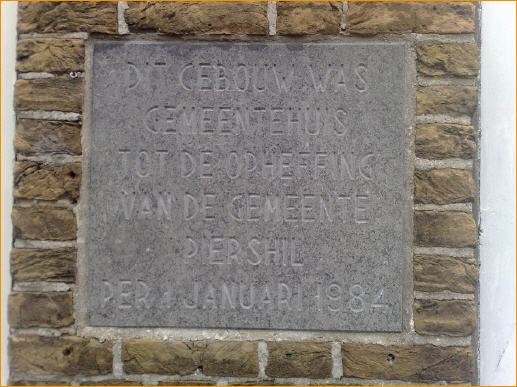 DIT GEBOUW WAS
GEMEENTEHUIS
TOT DE OPHEFFING
VAN DE GEMEENTE
PIERSHIL
PER 1 JANUARI 1984